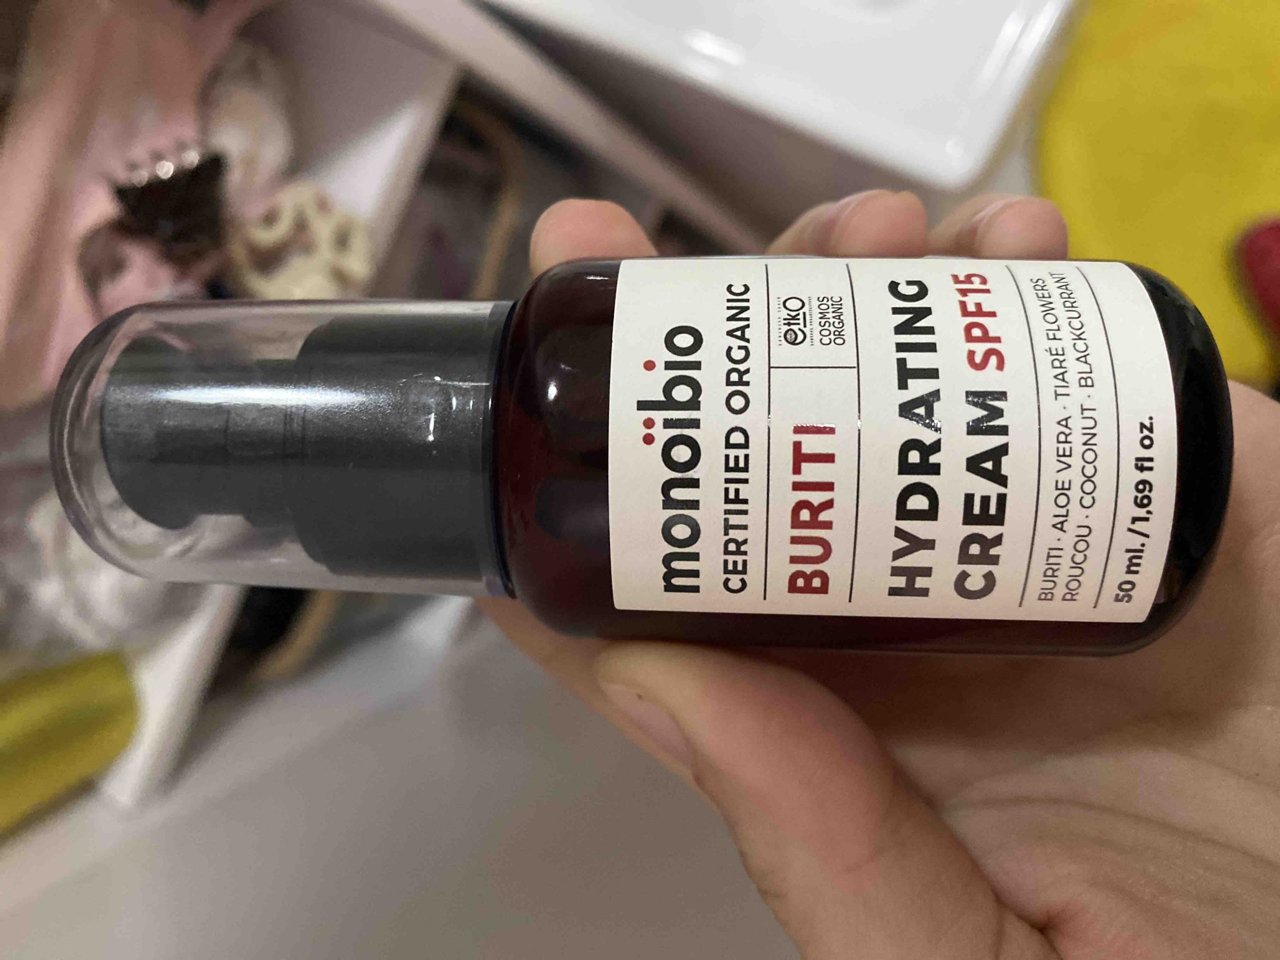 monoïbio
CERTIFIED ORGANIC
BURITI
etkO
COSMOS
ORGANIC
HYDRATING
CREAM SPF15
BURITI · ALOE VERA · TIARÉ FLOWERS
ROUCOU · COCONUT · BLACKCURRANT
50 ml. / 1,69 fl oz.